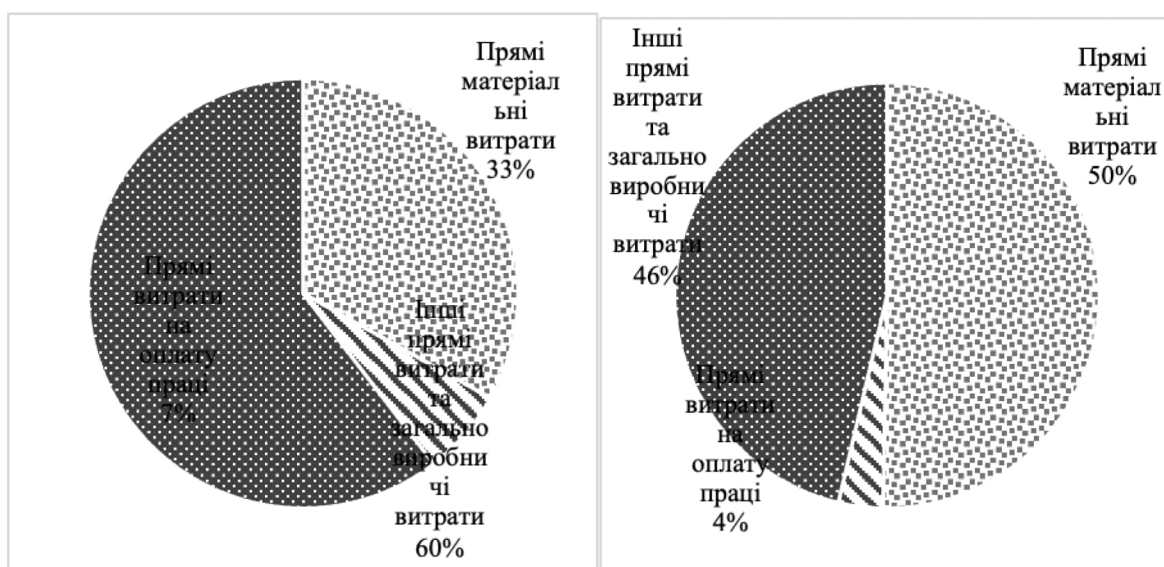 Прямі
матеріал
ьні
витрати
33%
Прямі
витрати
на
оплату
праці
7%
Інші
прямі
витрати
та
загально
виробни
чі
витрати
60%
Інші
прямі
витрати
та
загально
виробни
чі
витрати
46%
Прямі
матеріал
ьні
витрати
50%
Прямі
витрати
на
оплату
праці
4%